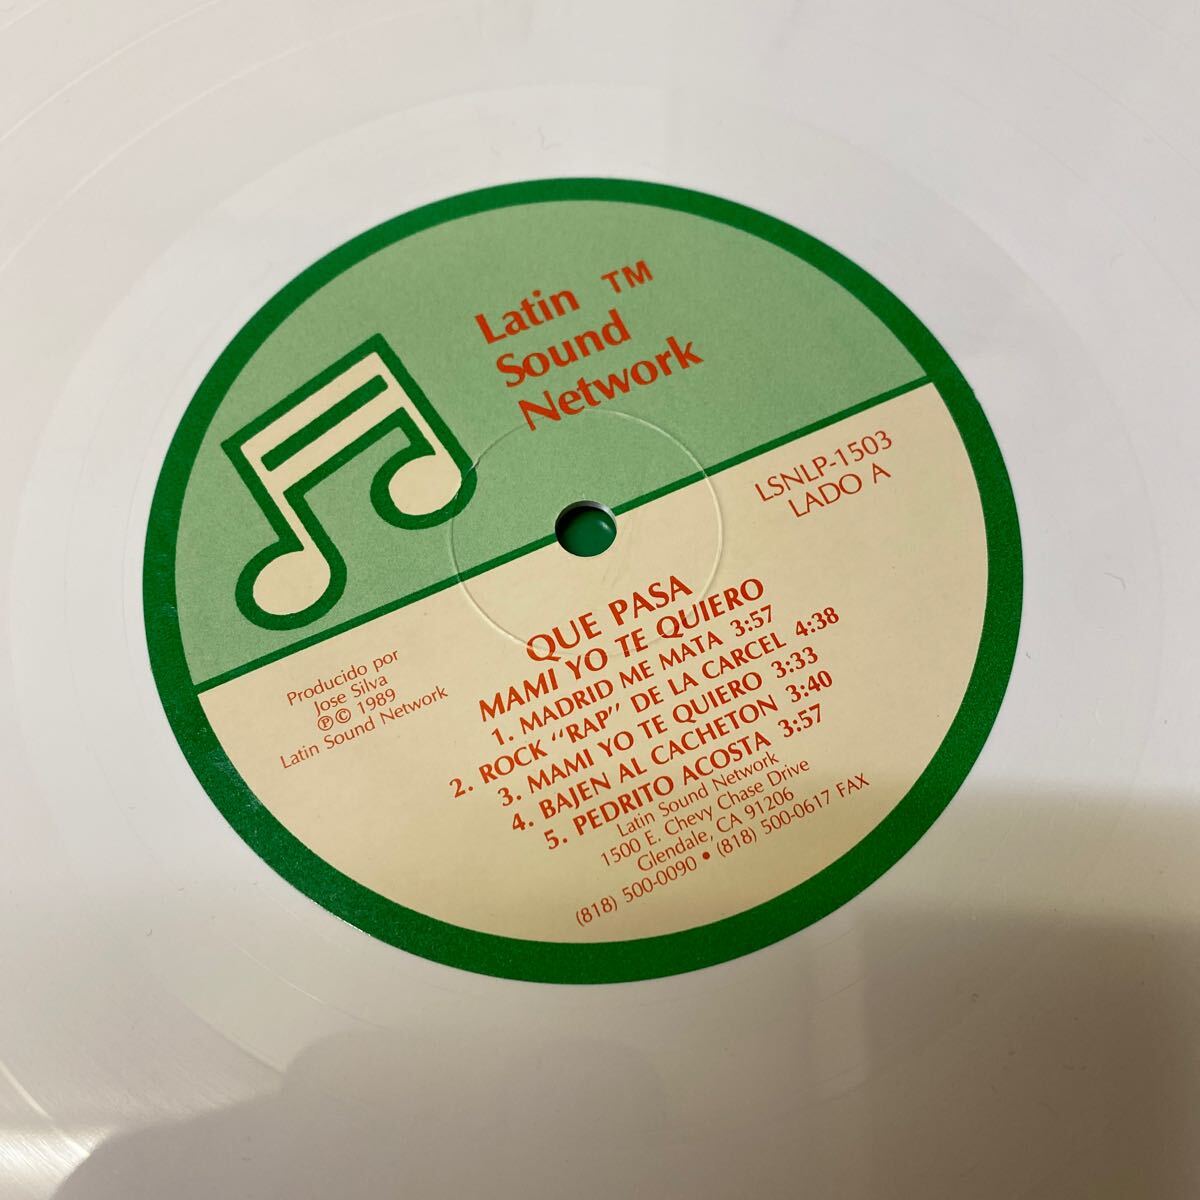 Latin TM
Sound
Network
LSNLP-1503
LADO A
Producido por
Jose Silva
℗© 1989
Latin Sound Network
QUE PASA
MAMI YO TE QUIERO
1. MADRID ME MATA 3:57
2. ROCK "RAP" DE LA CARCEL 4:38
3. MAMI YO TE QUIERO 3:33
4. BAJEN AL CACHETON 3:40
5. PEDRITO ACOSTA 3:57
Latin Sound Network
1500 E. Chevy Chase Drive
Glendale, CA 91206
(818) 500-0090 • (818) 500-0617 FAX